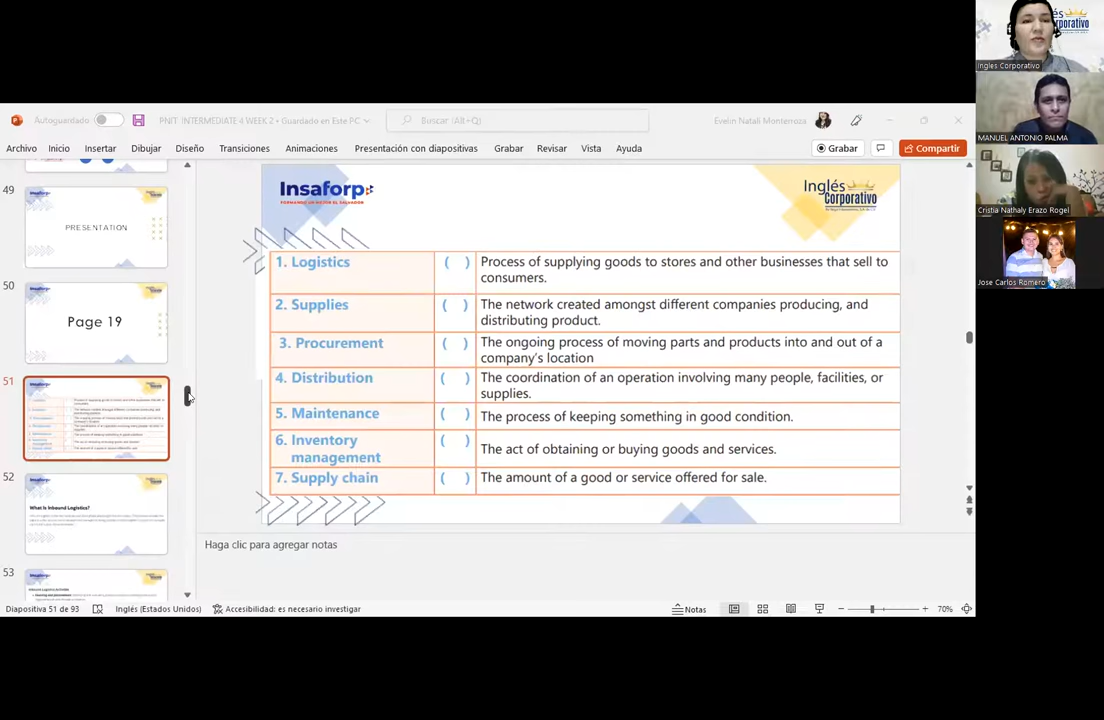 Autoguardado
PNIT INTERMEDIATE 4 WEEK 2 • Guardado en Este PC
Buscar (Alt+Q)
Evelin Natali Monterroza
Archivo Inicio Insertar Dibujar Diseño Transiciones Animaciones Presentación con diapositivas Grabar Revisar Vista Ayuda
Grabar
Compartir
49
PRESENTATION
50
Page 19
51
52
What is Inbound Logistics?
53
Insaforp
Inglés
Corporativo
1. Logistics ( ) Process of supplying goods to stores and other businesses that sell to
consumers.
2. Supplies ( ) The network created amongst different companies producing, and
distributing product.
3. Procurement ( ) The ongoing process of moving parts and products into and out of a
company's location
4. Distribution ( ) The coordination of an operation involving many people, facilities, or
supplies.
5. Maintenance ( ) The process of keeping something in good condition.
6. Inventory
management ( ) The act of obtaining or buying goods and services.
7. Supply chain ( ) The amount of a good or service offered for sale.
Haga clic para agregar notas
Diapositiva 51 de 93
Inglés (Estados Unidos)
Accesibilidad: es necesario investigar
Notas
70%
Ingles Corporativo
MANUEL ANTONIO PALMA
Cristia Nathaly Erazo Rogel
Jose Carlos Romero